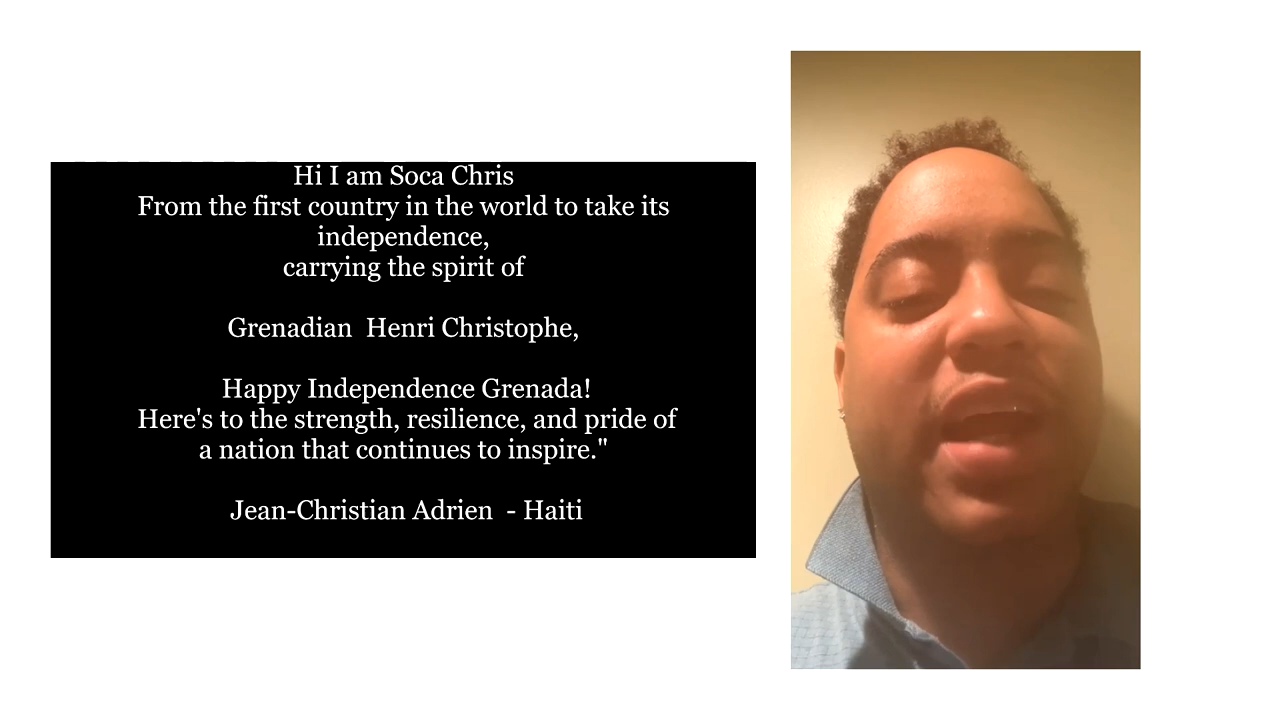 Hi I am Soca Chris
From the first country in the world to take its
independence,
carrying the spirit of
Grenadian  Henri Christophe,
Happy Independence Grenada!
Here's to the strength, resilience, and pride of
a nation that continues to inspire."
Jean-Christian Adrien  - Haiti